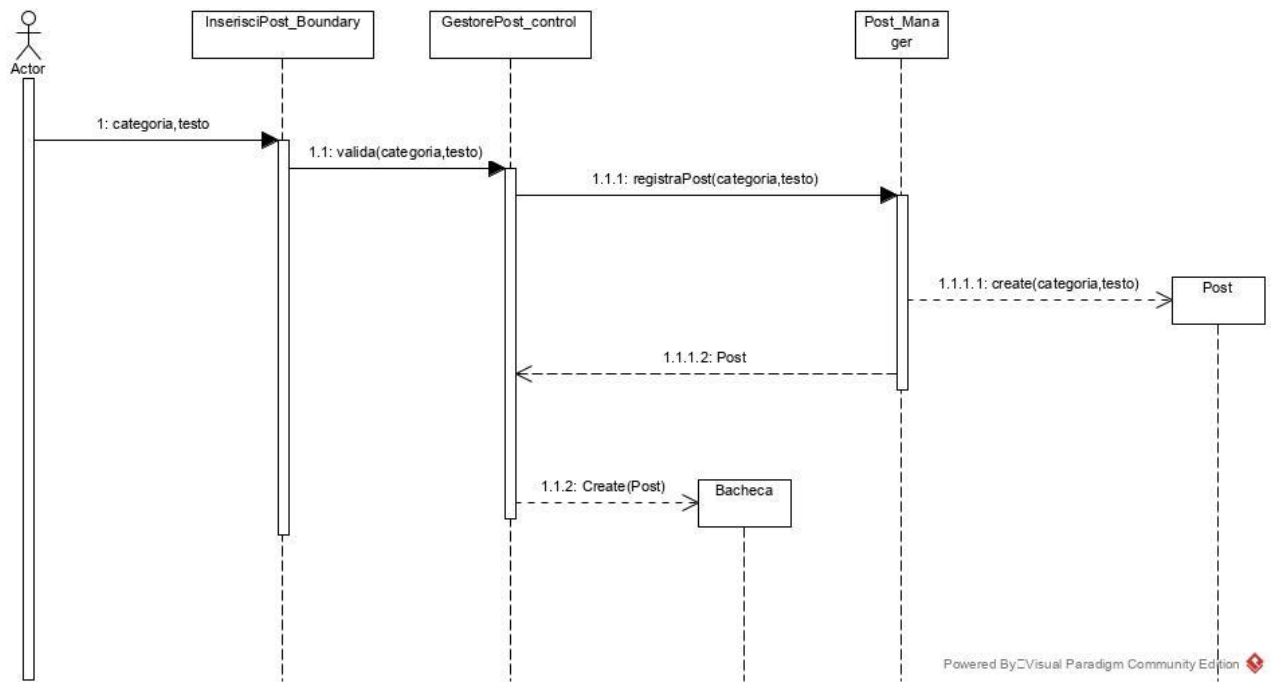 InserisciPost_Boundary
GestorePost_control
Post_Mana
ger
Actor
1: categoria,testo
1.1: valida(categoria,testo)
1.1.1: registraPost(categoria,testo)
1.1.1.1: create(categoria,testo)
Post
1.1.1.2: Post
1.1.2: Create(Post)
Bacheca
Powered By Visual Paradigm Community Edition